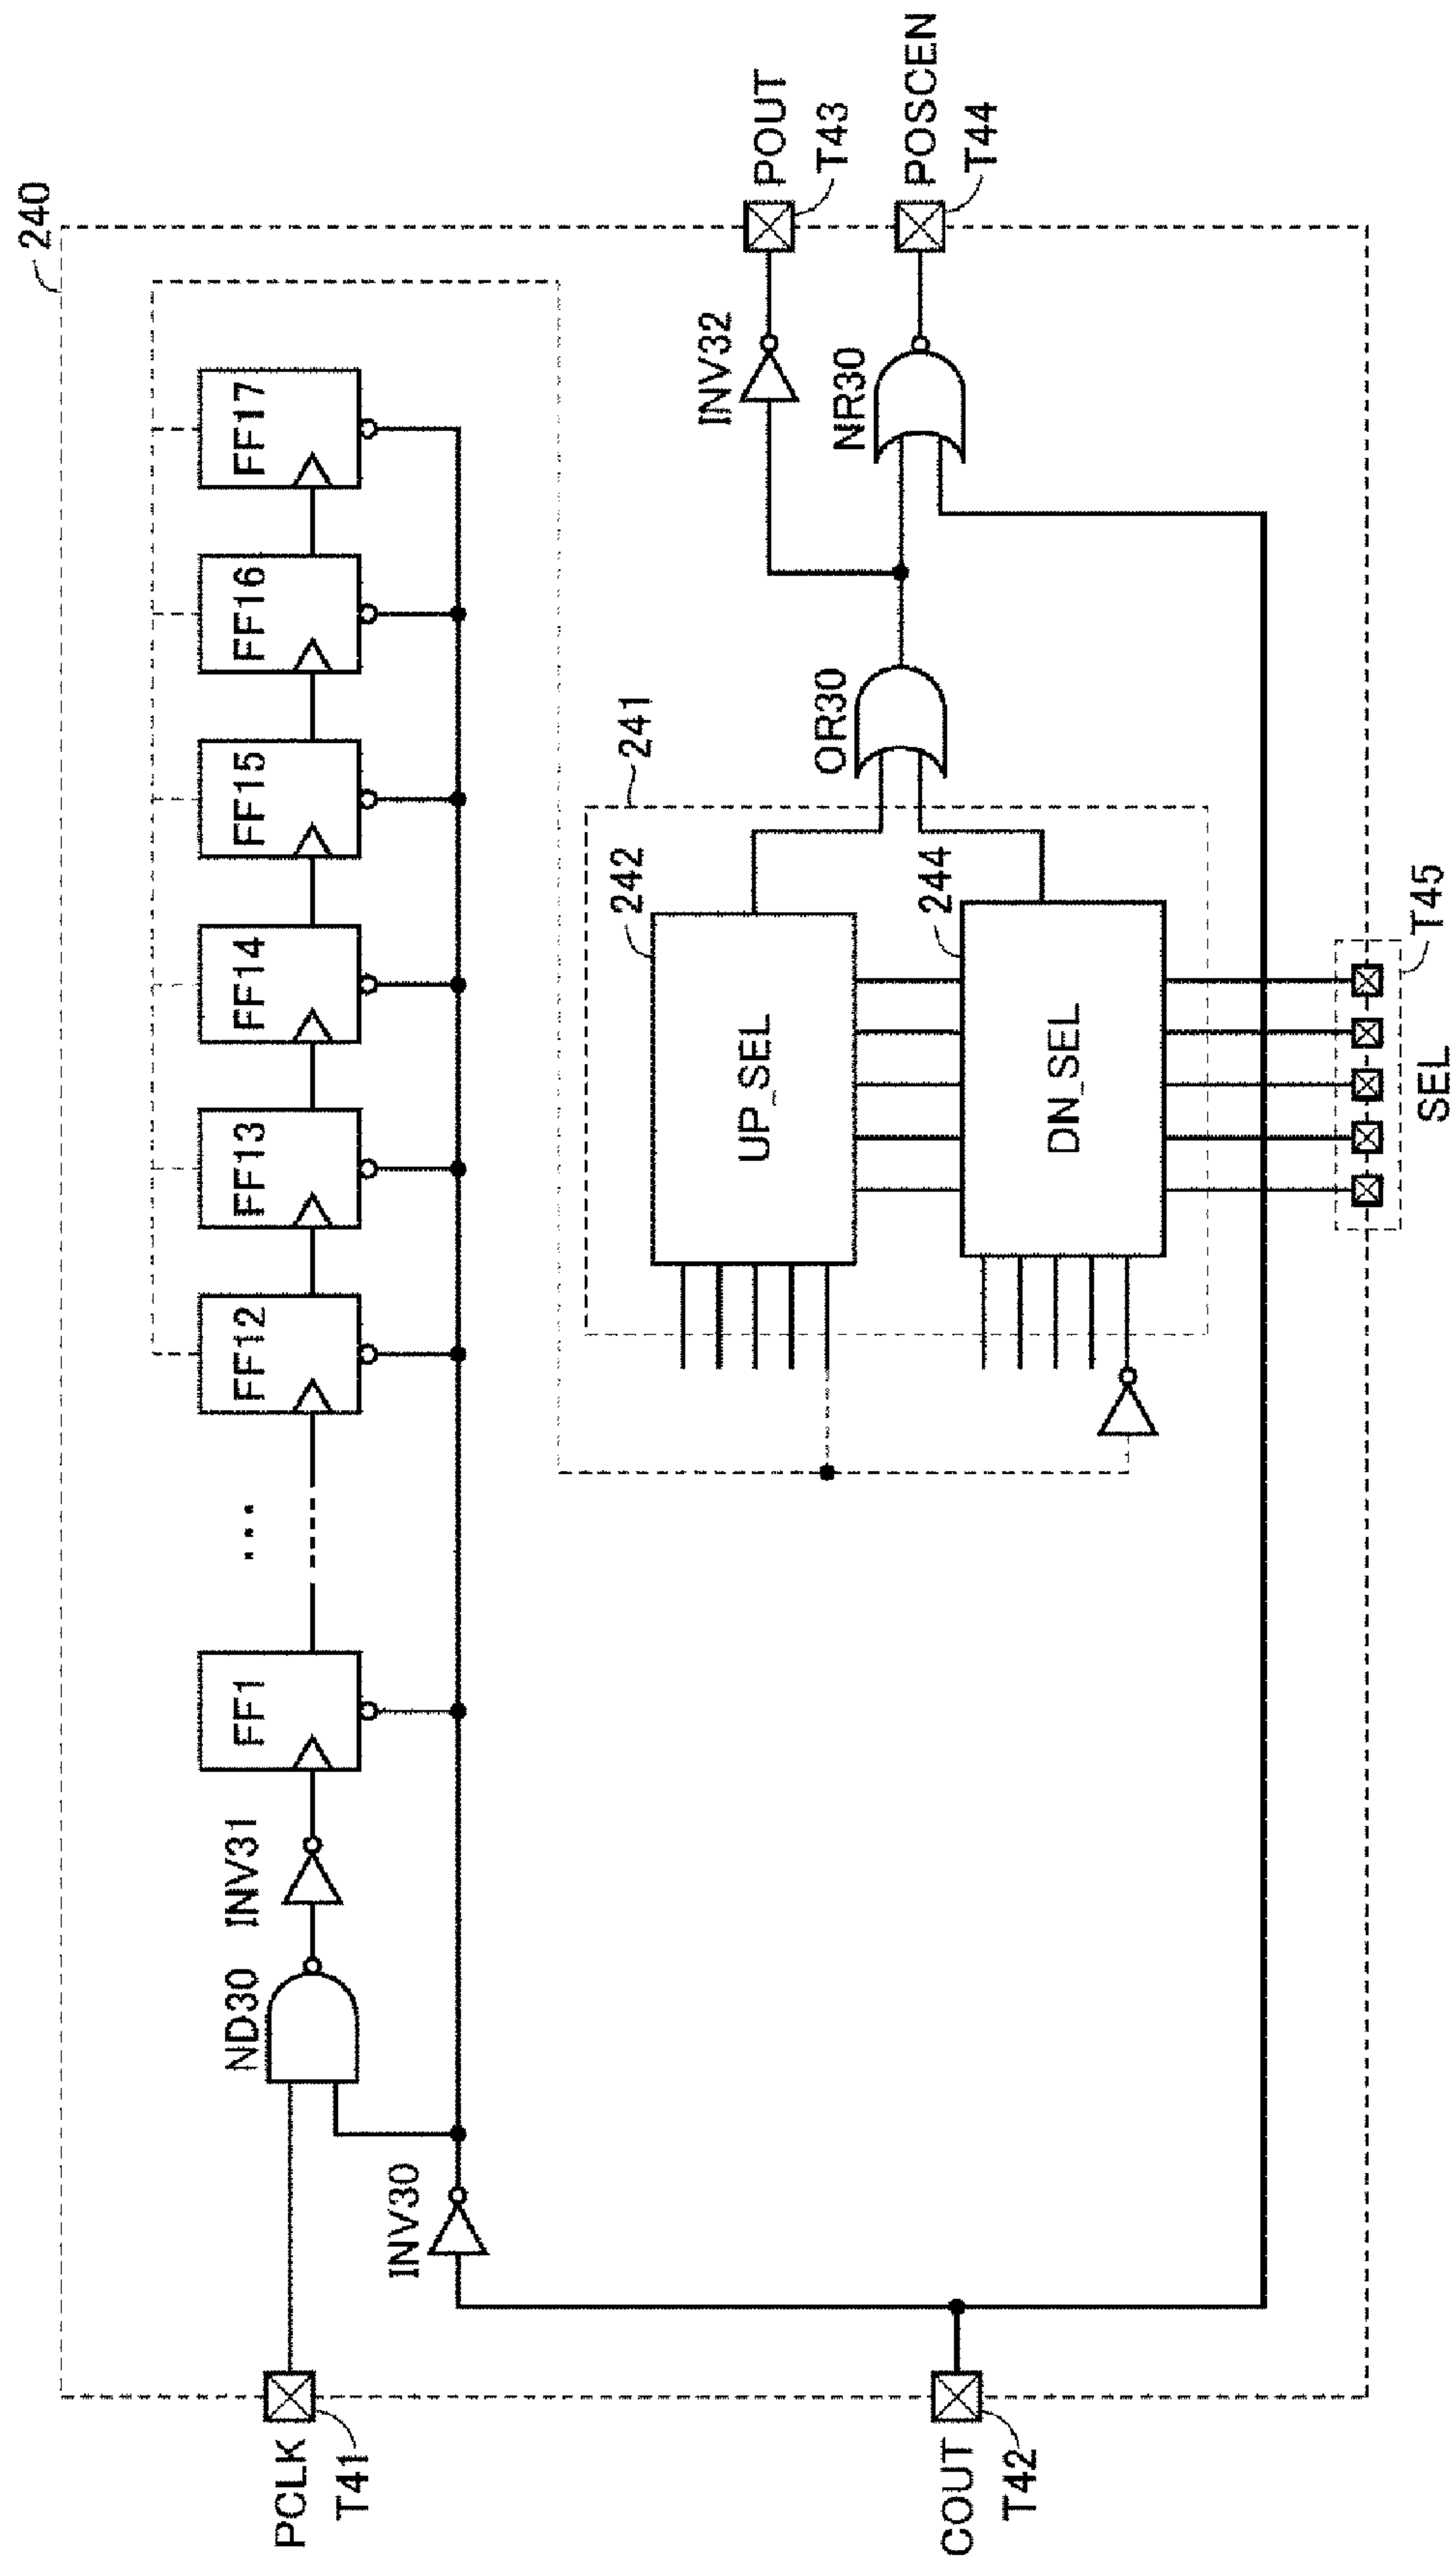 240
PCLK
T41
ND30
INV31
FF1
...
FF12
FF13
FF14
FF15
FF16
FF17
INV30
241
242
UP_SEL
244
DN_SEL
OR30
INV32
NR30
POUT
T43
POSCEN
T44
COUT
T42
SEL
T45